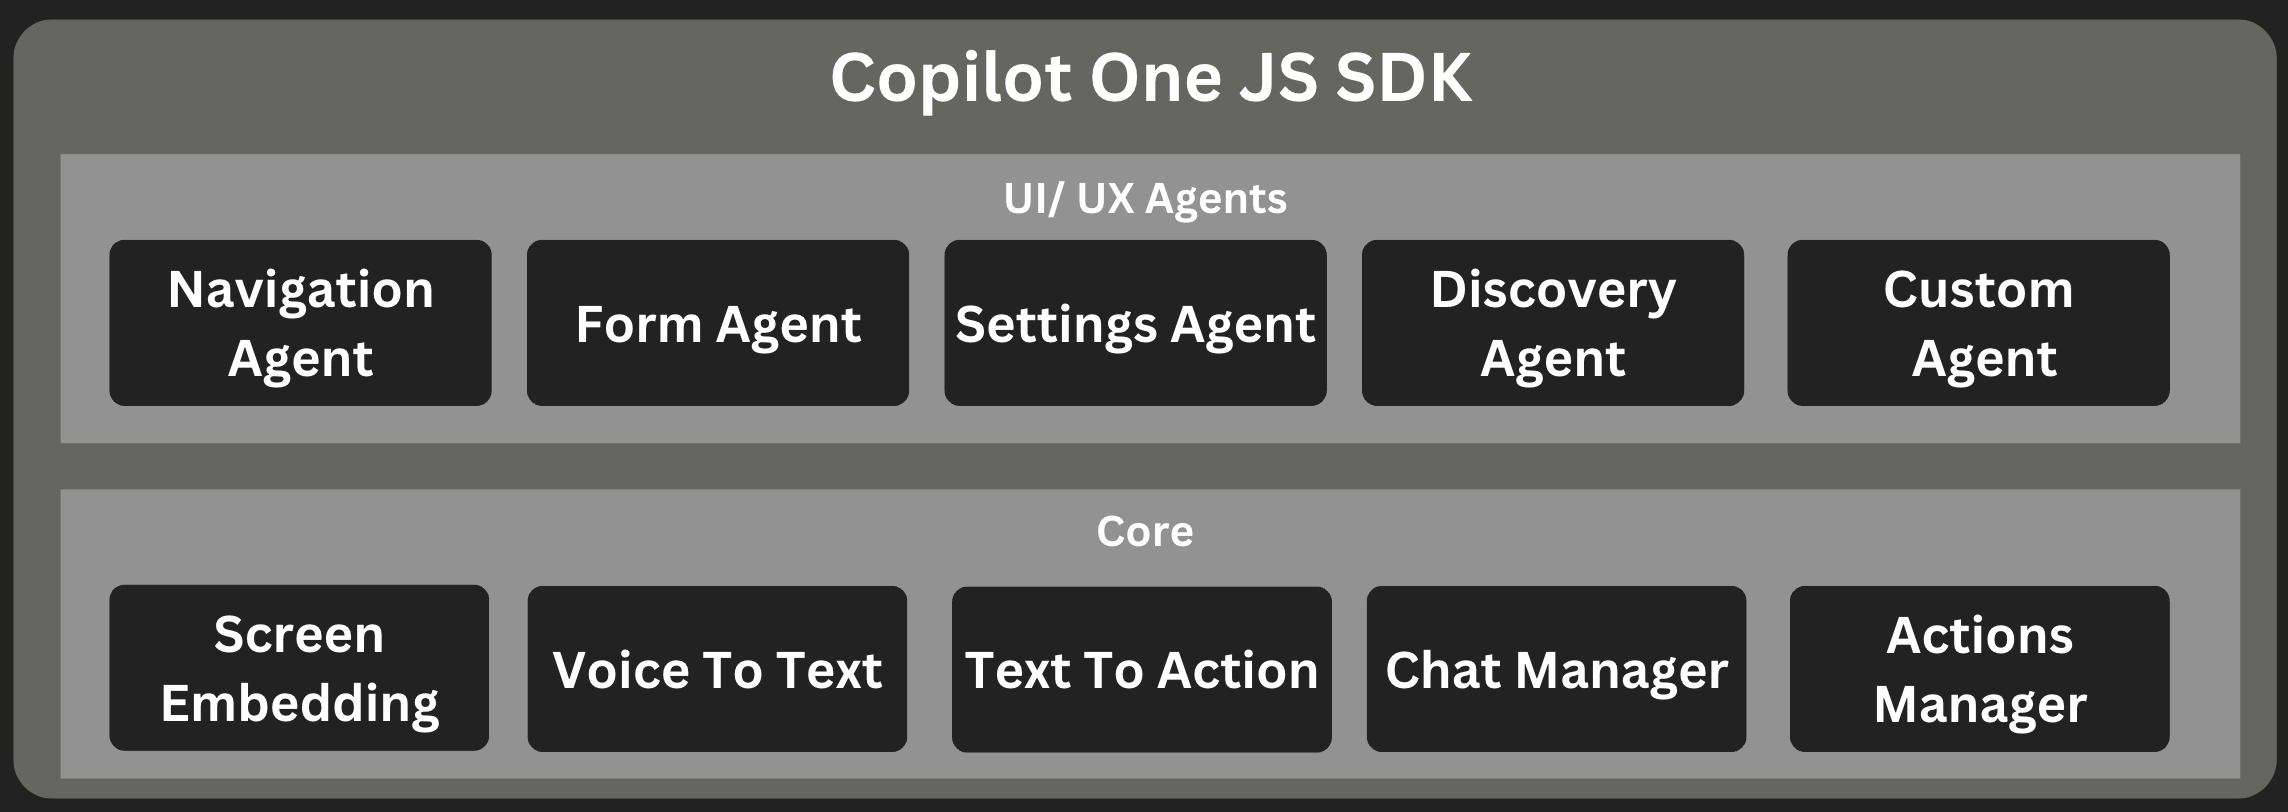 Copilot One JS SDK
UI/ UX Agents
Navigation
Agent
Form Agent
Settings Agent
Discovery
Agent
Custom
Agent
Core
Screen
Embedding
Voice To Text
Text To Action
Chat Manager
Actions
Manager